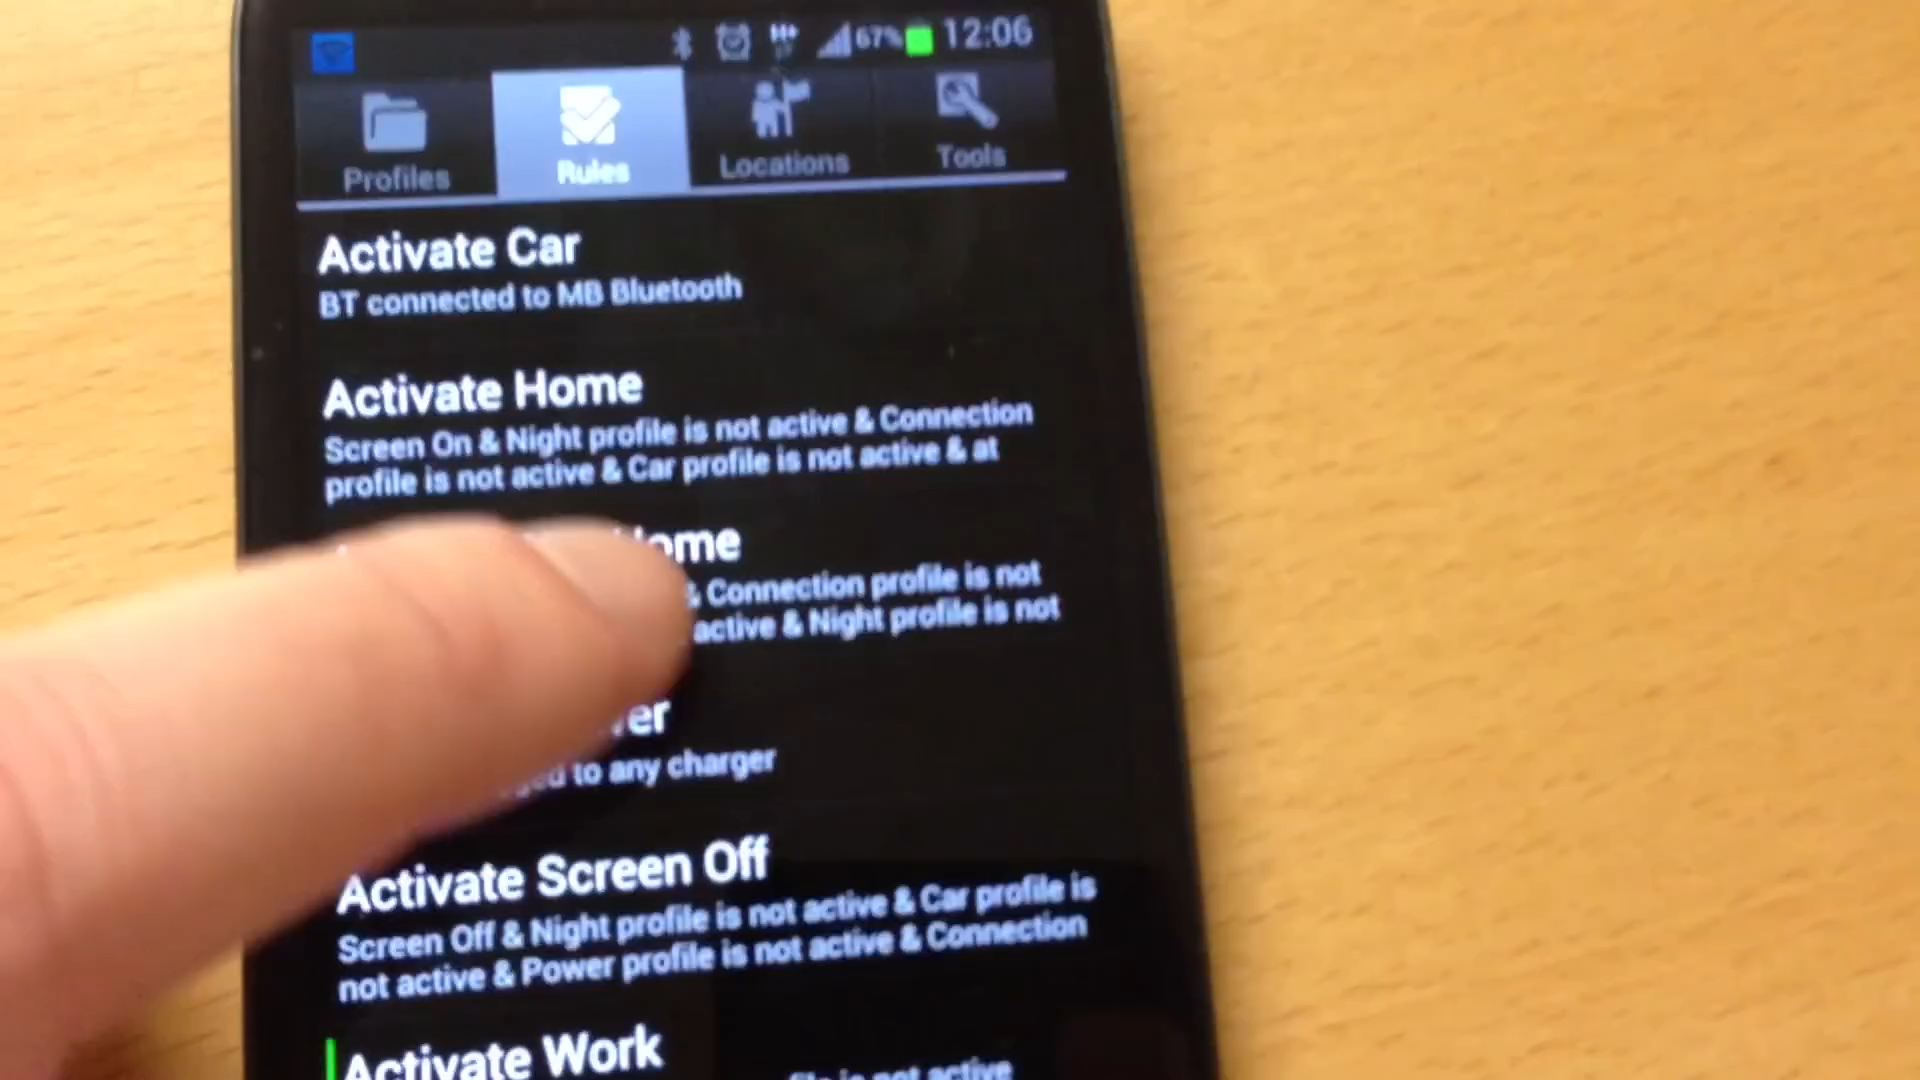 H+ 67% 12:06
Profiles Rules Locations Tools
Activate Car
BT connected to MB Bluetooth
Activate Home
Screen On & Night profile is not active & Connection
profile is not active & Car profile is not active & at
& Connection profile is not
active & Night profile is not
to any charger
Activate Screen Off
Screen Off & Night profile is not active & Car profile is
not active & Power profile is not active & Connection
Activate Work
is not active